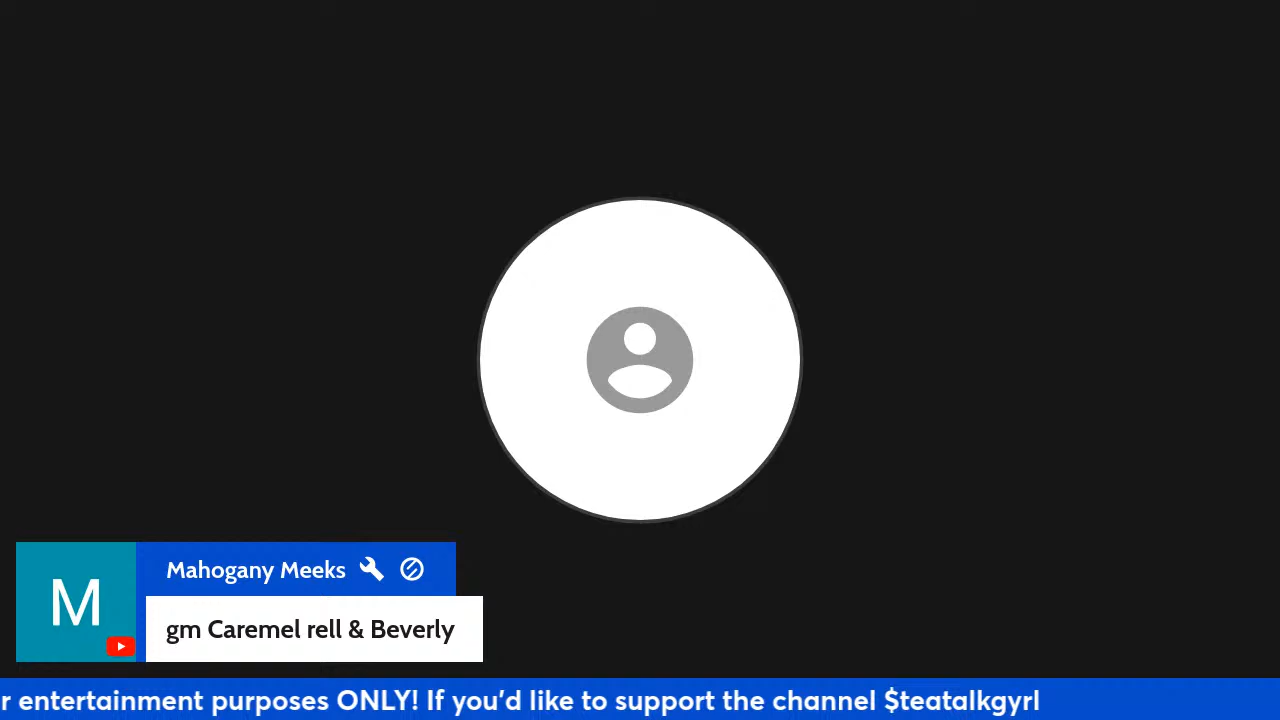 M
Mahogany Meeks
gm Caremel rell & Beverly
r entertainment purposes ONLY! If you'd like to support the channel $teatalkgyrl